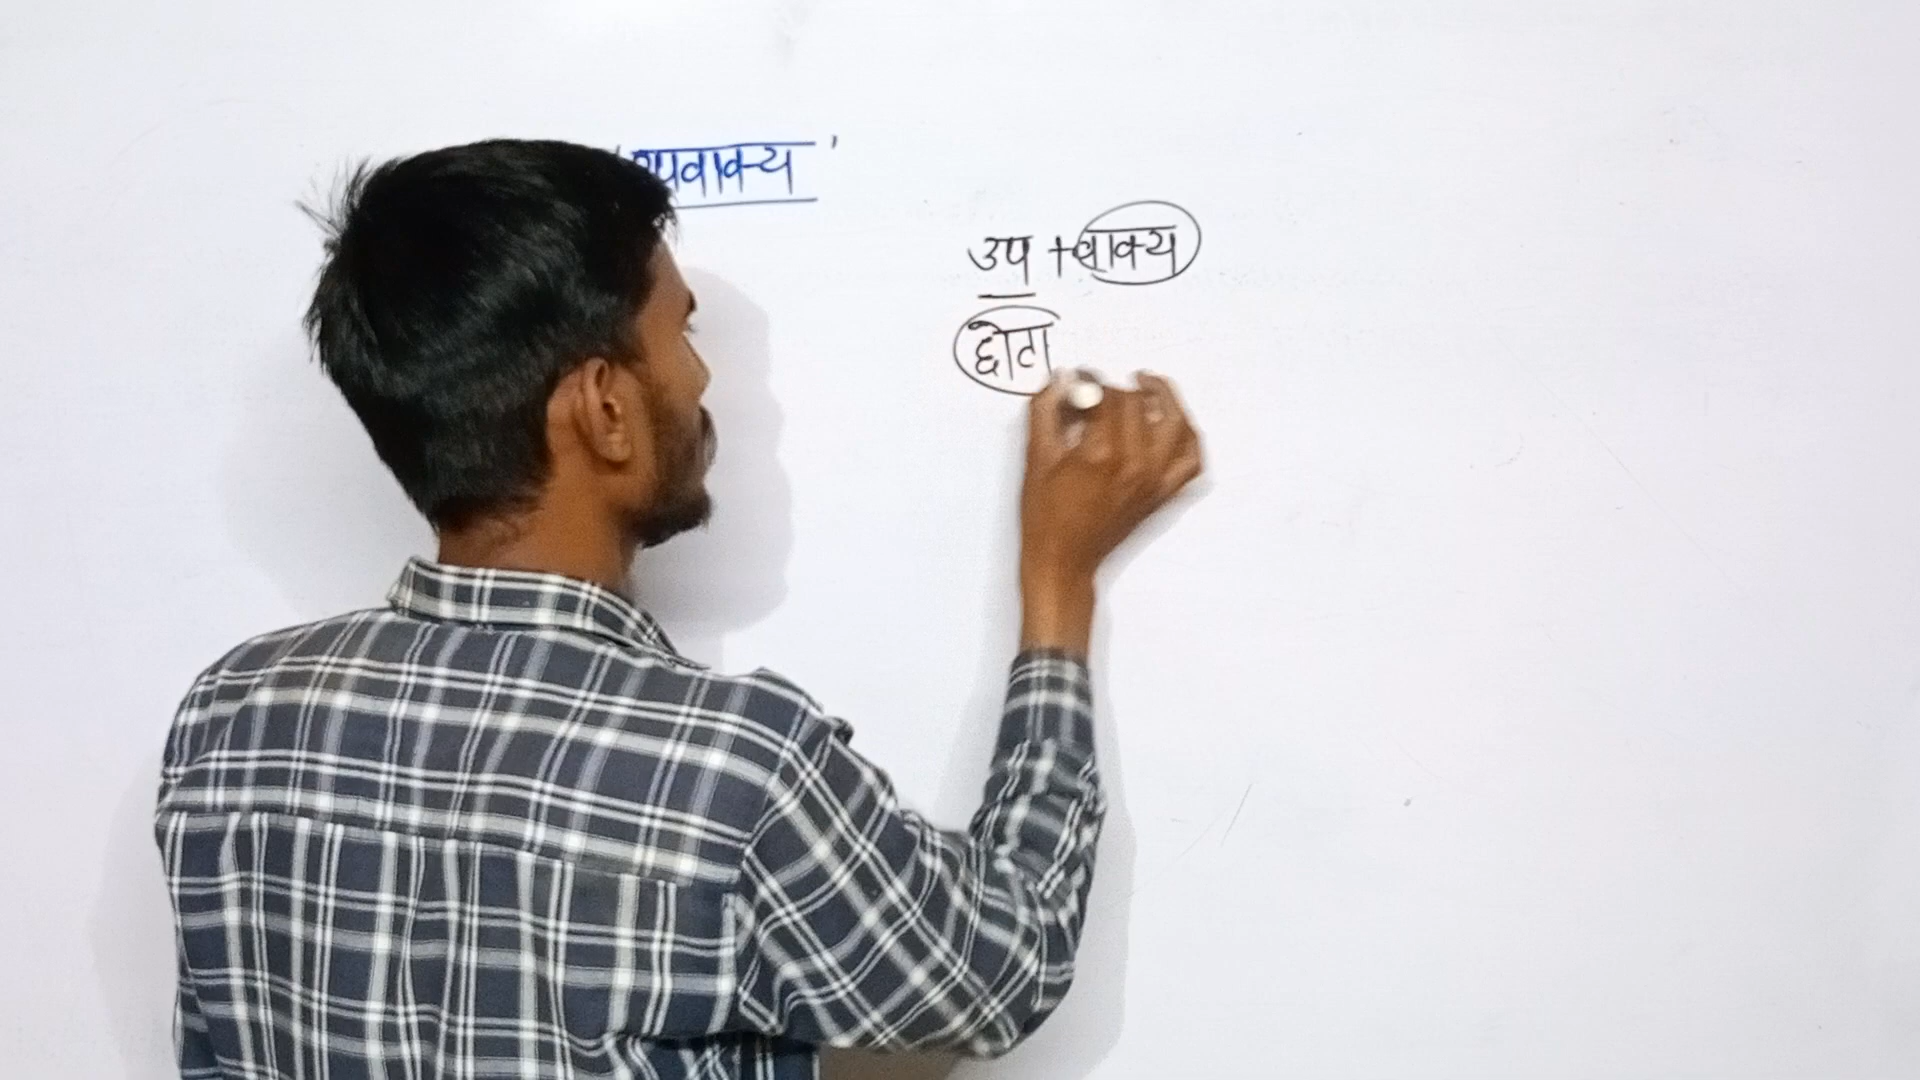 उपवाक्य '
उप + वाक्य
छोटा